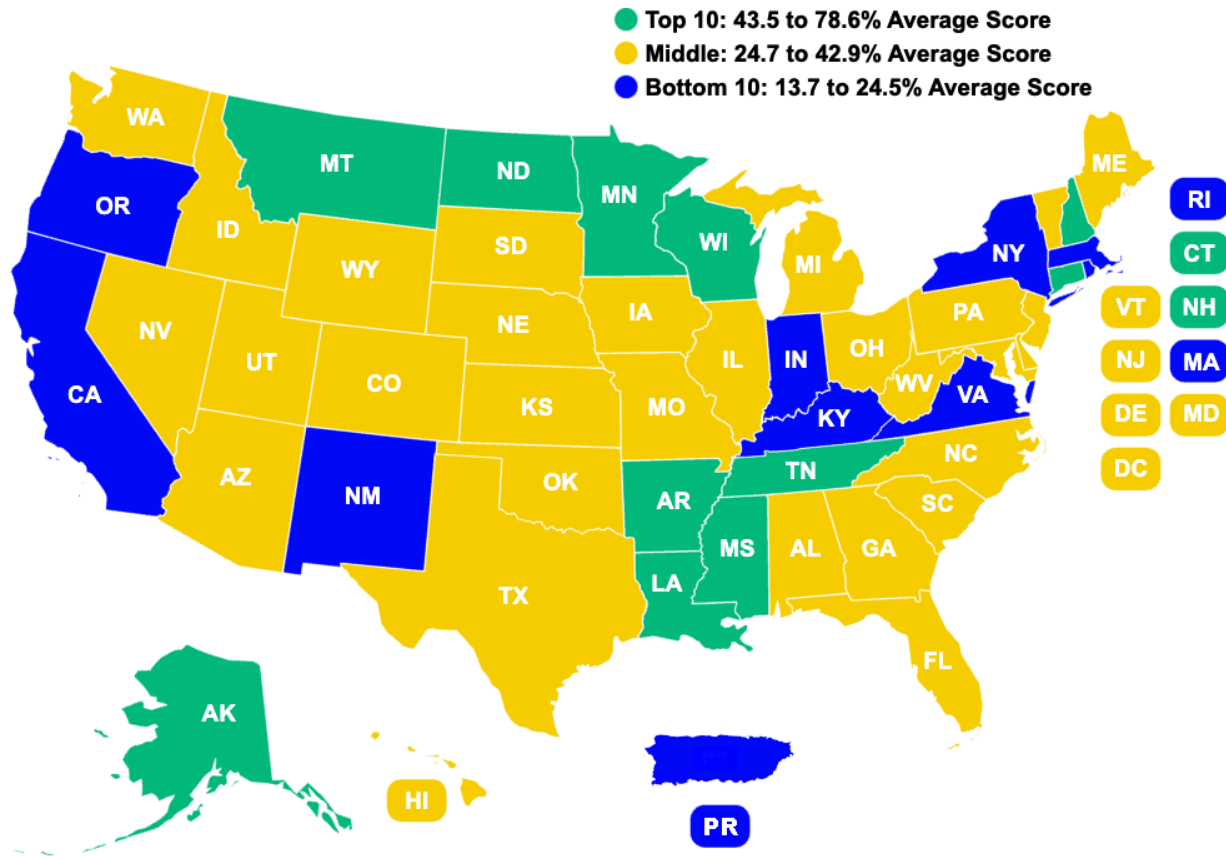 Top 10: 43.5 to 78.6% Average Score
Middle: 24.7 to 42.9% Average Score
Bottom 10: 13.7 to 24.5% Average Score
WA
MT
ND
MN
ME
OR
ID
SD
WI
RI
WY
MI
NY
CT
NV
NE
IA
PA
VT
NH
UT
CO
IL
IN
OH
NJ
MA
CA
KS
MO
WV
VA
KY
DE
MD
AZ
NM
OK
TN
NC
DC
AR
SC
MS
AL
GA
TX
LA
FL
AK
HI
PR